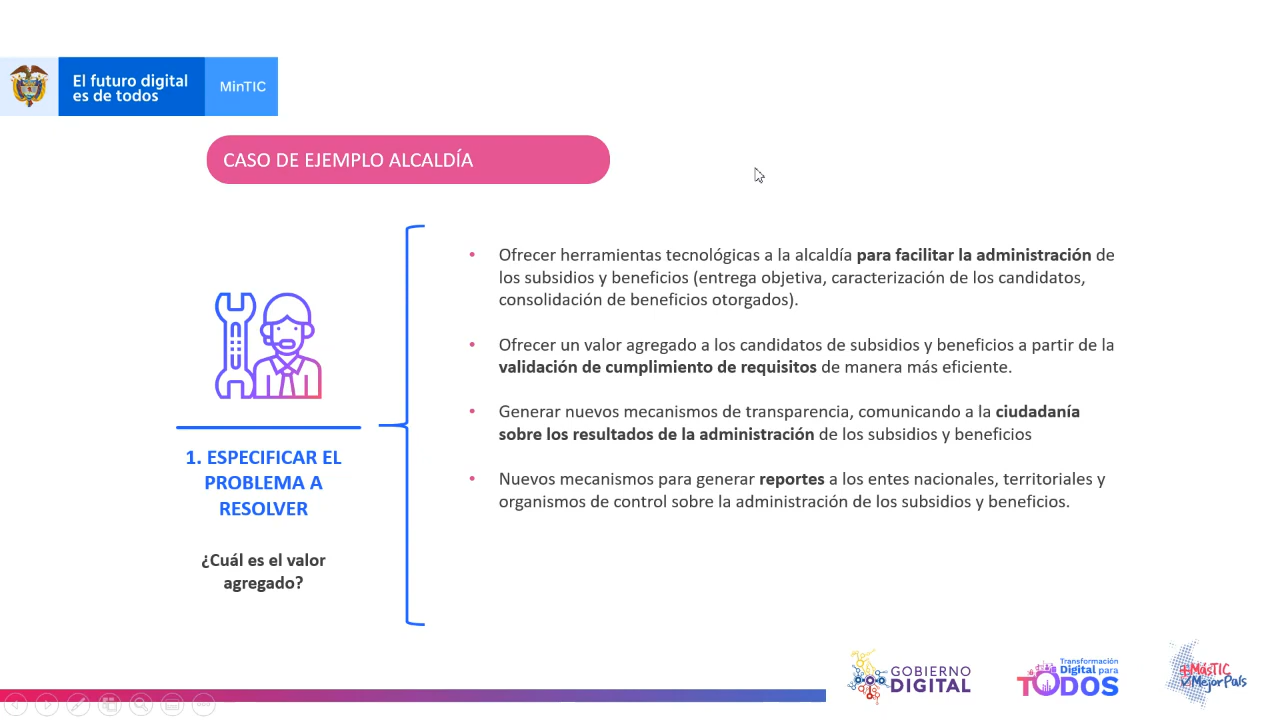 El futuro digital
es de todos
MinTIC
CASO DE EJEMPLO ALCALDÍA
• Ofrecer herramientas tecnológicas a la alcaldía para facilitar la administración de
los subsidios y beneficios (entrega objetiva, caracterización de los candidatos,
consolidación de beneficios otorgados).
• Ofrecer un valor agregado a los candidatos de subsidios y beneficios a partir de la
validación de cumplimiento de requisitos de manera más eficiente.
• Generar nuevos mecanismos de transparencia, comunicando a la ciudadanía
sobre los resultados de la administración de los subsidios y beneficios
• Nuevos mecanismos para generar reportes a los entes nacionales, territoriales y
organismos de control sobre la administración de los subsidios y beneficios.
1. ESPECIFICAR EL
PROBLEMA A
RESOLVER
¿Cuál es el valor
agregado?
GOBIERNO
DIGITAL
Transformación
Digital para
TODOS
+MásTIC
✓MejorPaís